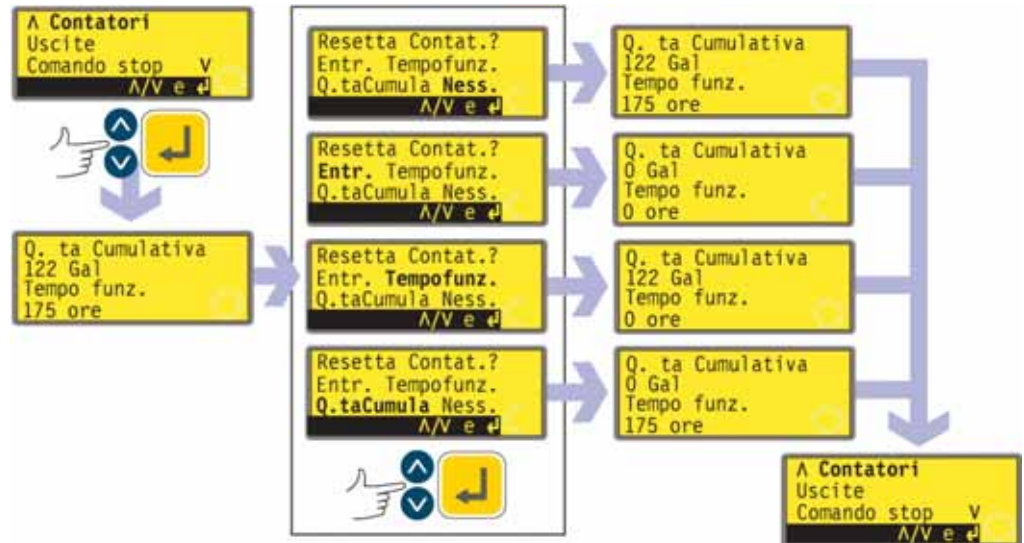 Λ Contatori
Uscite
Comando stop V
Λ/V e ↲
Q. ta Cumulativa
122 Gal
Tempo funz.
175 ore
Resetta Contat.?
Entr. Tempofunz.
Q.taCumula Ness.
Λ/V e ↲
Q. ta Cumulativa
122 Gal
Tempo funz.
175 ore
Resetta Contat.?
Entr. Tempofunz.
Q.taCumula Ness.
Λ/V e ↲
Q. ta Cumulativa
0 Gal
Tempo funz.
0 ore
Resetta Contat.?
Entr. Tempofunz.
Q.taCumula Ness.
Λ/V e ↲
Q. ta Cumulativa
122 Gal
Tempo funz.
0 ore
Resetta Contat.?
Entr. Tempofunz.
Q.taCumula Ness.
Λ/V e ↲
Q. ta Cumulativa
0 Gal
Tempo funz.
175 ore
Λ Contatori
Uscite
Comando stop V
Λ/V e ↲